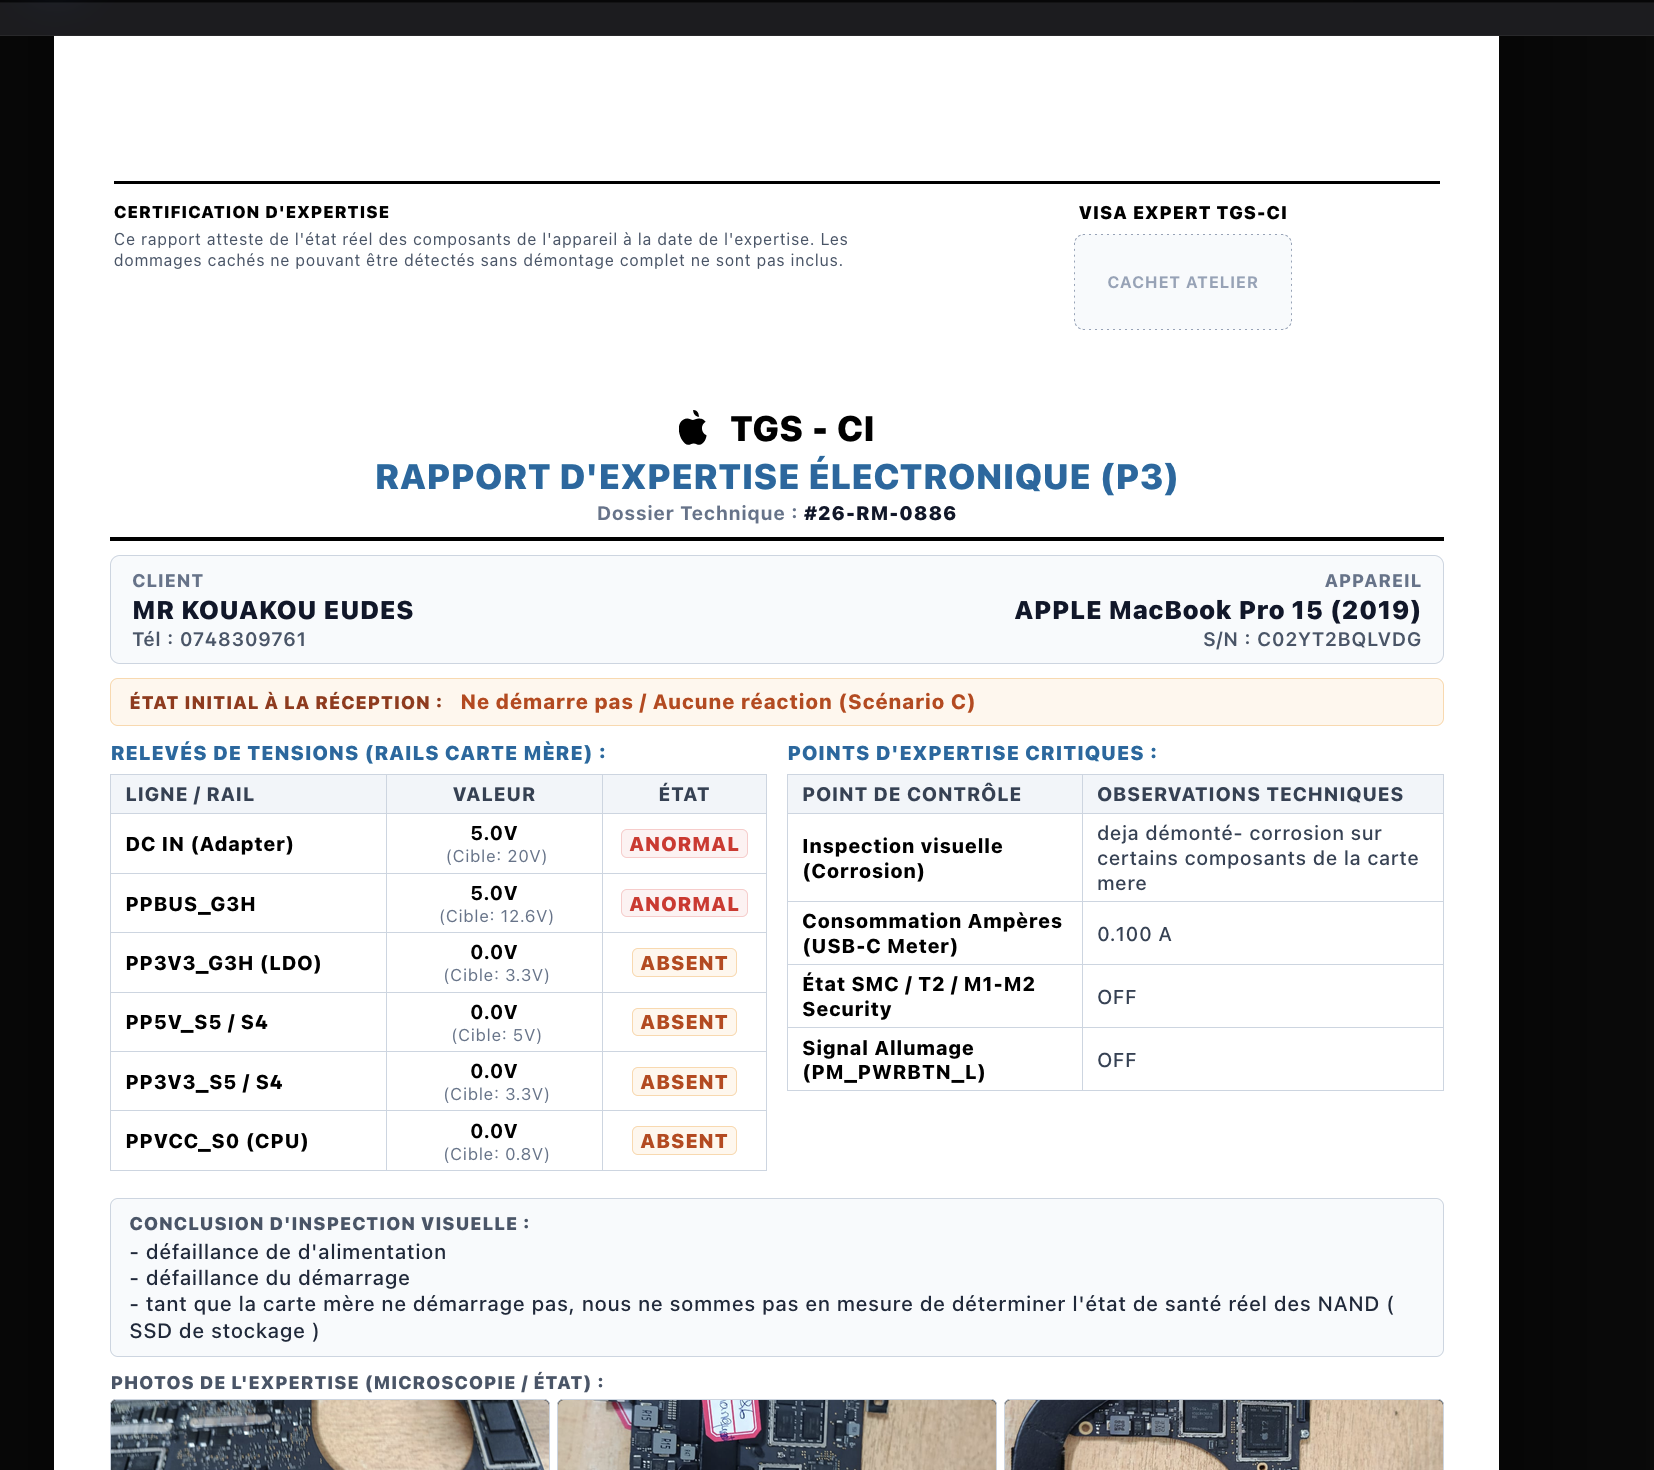 CERTIFICATION D'EXPERTISE
Ce rapport atteste de l'état réel des composants de l'appareil à la date de l'expertise. Les
dommages cachés ne pouvant être détectés sans démontage complet ne sont pas inclus.
VISA EXPERT TGS-CI
CACHET ATELIER
TGS - CI
RAPPORT D'EXPERTISE ÉLECTRONIQUE (P3)
Dossier Technique : #26-RM-0886
CLIENT
MR KOUAKOU EUDES
Tél : 0748309761
APPAREIL
APPLE MacBook Pro 15 (2019)
S/N : C02YT2BQLVDG
ÉTAT INITIAL À LA RÉCEPTION : Ne démarre pas / Aucune réaction (Scénario C)
RELEVÉS DE TENSIONS (RAILS CARTE MÈRE) :
LIGNE / RAIL VALEUR ÉTAT
DC IN (Adapter) 5.0V ANORMAL
(Cible: 20V)
PPBUS_G3H 5.0V ANORMAL
(Cible: 12.6V)
PP3V3_G3H (LDO) 0.0V ABSENT
(Cible: 3.3V)
PP5V_S5 / S4 0.0V ABSENT
(Cible: 5V)
PP3V3_S5 / S4 0.0V ABSENT
(Cible: 3.3V)
PPVCC_S0 (CPU) 0.0V ABSENT
(Cible: 0.8V)
POINTS D'EXPERTISE CRITIQUES :
POINT DE CONTRÔLE OBSERVATIONS TECHNIQUES
Inspection visuelle
(Corrosion)
deja démonté- corrosion sur
certains composants de la carte
mere
Consommation Ampères
(USB-C Meter)
0.100 A
État SMC / T2 / M1-M2
Security
OFF
Signal Allumage
(PM_PWRBTN_L)
OFF
CONCLUSION D'INSPECTION VISUELLE :
- défaillance de d'alimentation
- défaillance du démarrage
- tant que la carte mère ne démarrage pas, nous ne sommes pas en mesure de déterminer l'état de santé réel des NAND (
SSD de stockage )
PHOTOS DE L'EXPERTISE (MICROSCOPIE / ÉTAT) :